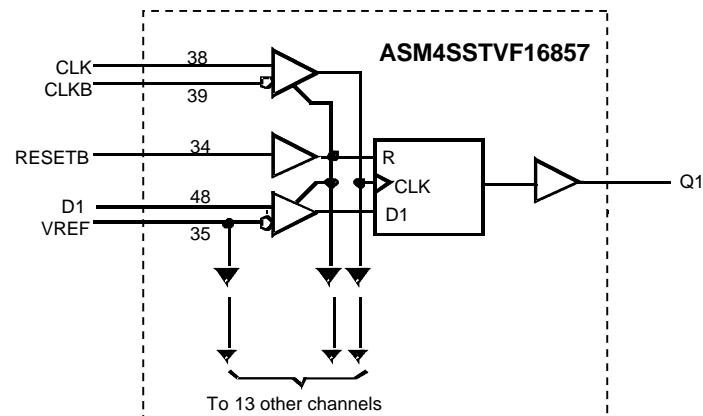 ASM4SSTVF16857
CLK 38
CLKB 39
RESETB 34
R
CLK
D1
D1 48
VREF 35
Q1
To 13 other channels